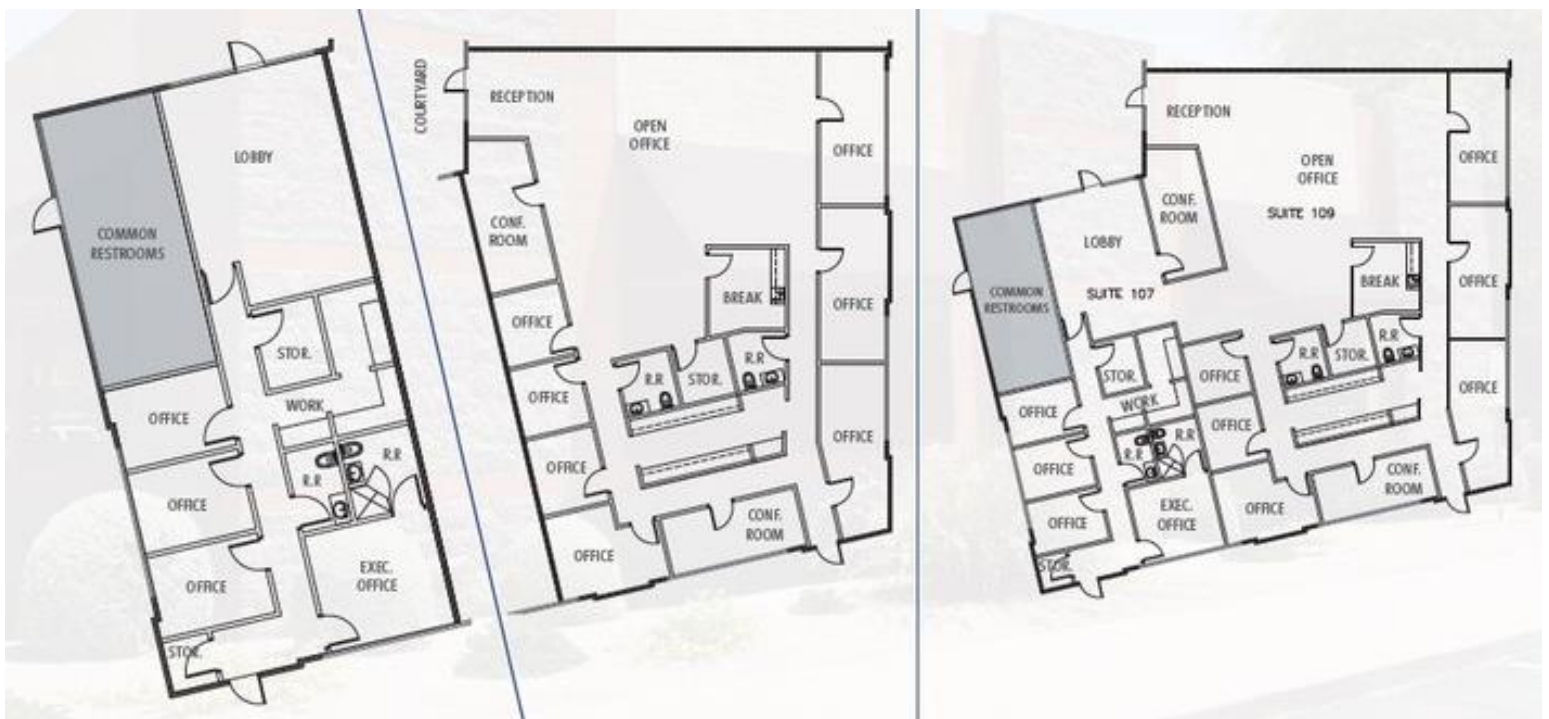 LOBBY
COMMON
RESTROOMS
STOR.
OFFICE
WORK
R.R
R.R
OFFICE
EXEC.
OFFICE
OFFICE
STOR.
COURTYARD
RECEPTION
OPEN
OFFICE
OFFICE
CONF.
ROOM
BREAK
OFFICE
OFFICE
R.R
STOR.
R.R
OFFICE
OFFICE
OFFICE
CONF.
ROOM
OFFICE
RECEPTION
OPEN
OFFICE
OFFICE
CONF.
ROOM
SUITE 109
LOBBY
BREAK
OFFICE
COMMON
RESTROOMS
SUITE 107
R.R
STOR.
R.R
STOR.
OFFICE
OFFICE
WORK
OFFICE
OFFICE
R.R
R.R
OFFICE
CONF.
ROOM
EXEC.
OFFICE
OFFICE
OFFICE
STOR.